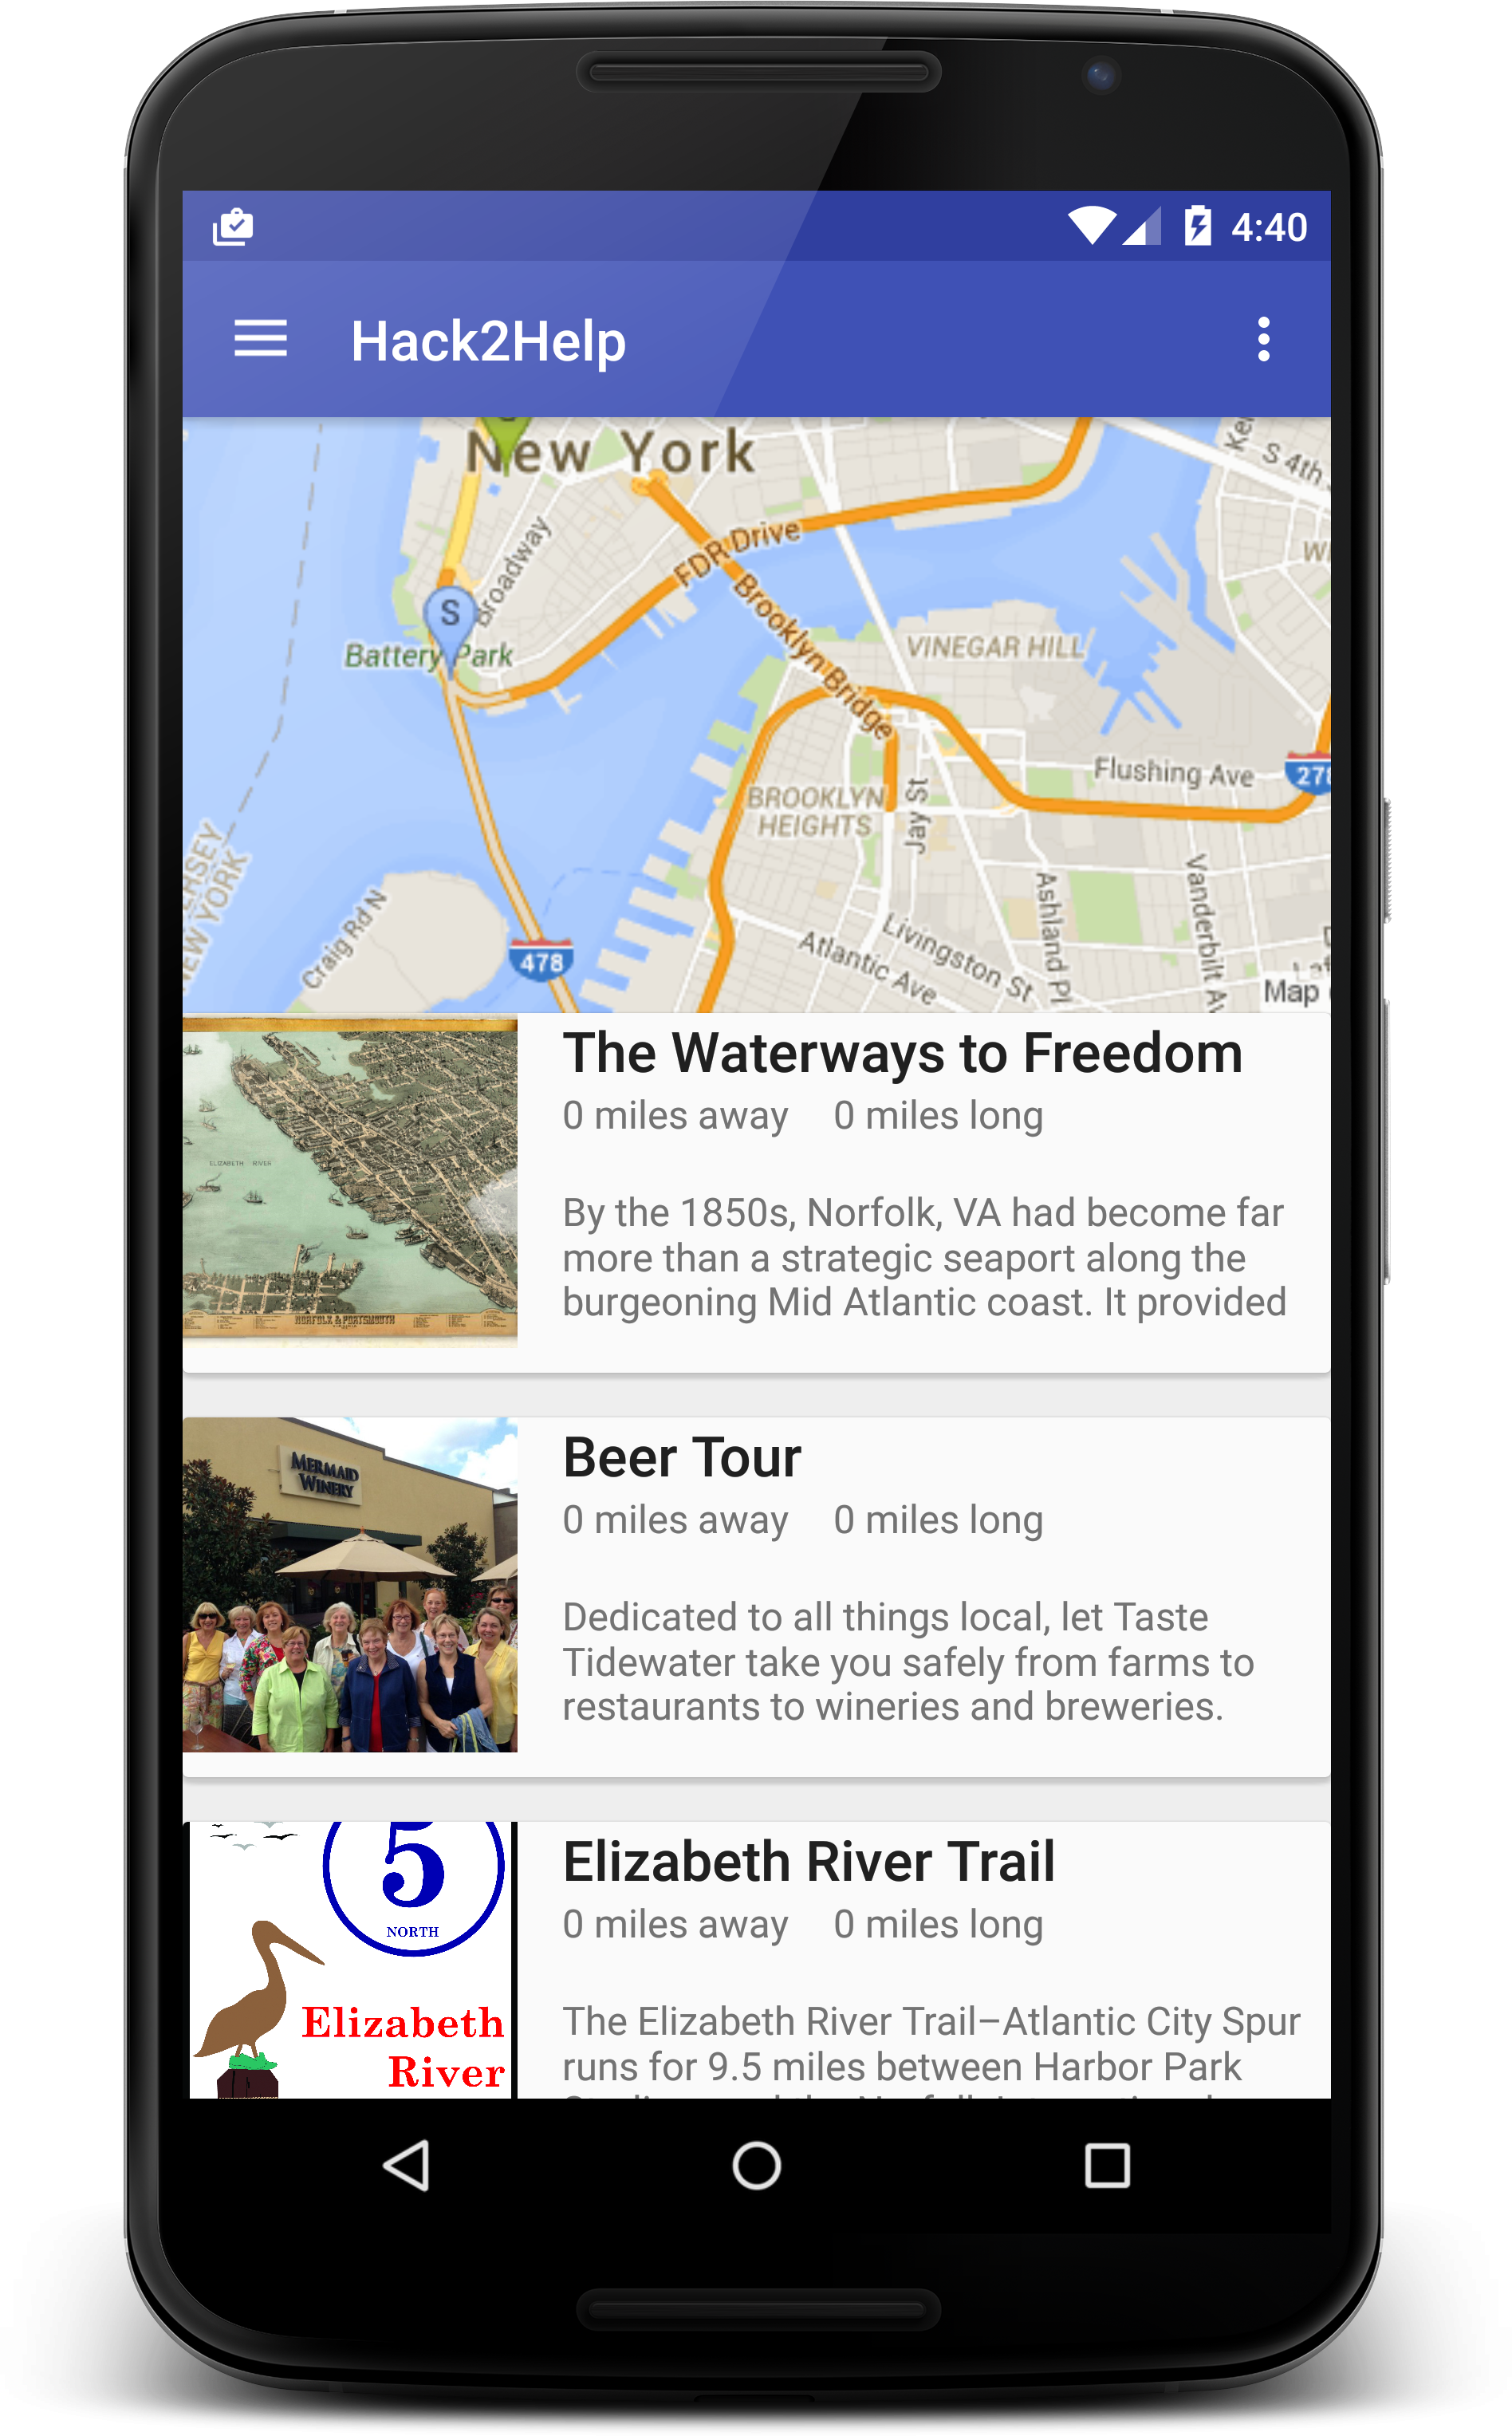 4:40
Hack2Help
New York
S 4th
Broadway
FDR Drive
Brooklyn Bridge
S
Battery Park
VINEGAR HILL
Flushing Ave
278
BROOKLYN
HEIGHTS
Jay St
NEW YORK
Craig Rd N
478
Atlantic Ave
Livingston St
Ashland Pl
Vanderbilt Av
Map
The Waterways to Freedom
0 miles away 0 miles long
ELIZABETH RIVER
By the 1850s, Norfolk, VA had become far
more than a strategic seaport along the
burgeoning Mid Atlantic coast. It provided
NORFOLK & PORTSMOUTH
Beer Tour
MERMAID
WINERY
0 miles away 0 miles long
Dedicated to all things local, let Taste
Tidewater take you safely from farms to
restaurants to wineries and breweries.
5
NORTH
Elizabeth
River
Elizabeth River Trail
0 miles away 0 miles long
The Elizabeth River Trail–Atlantic City Spur
runs for 9.5 miles between Harbor Park